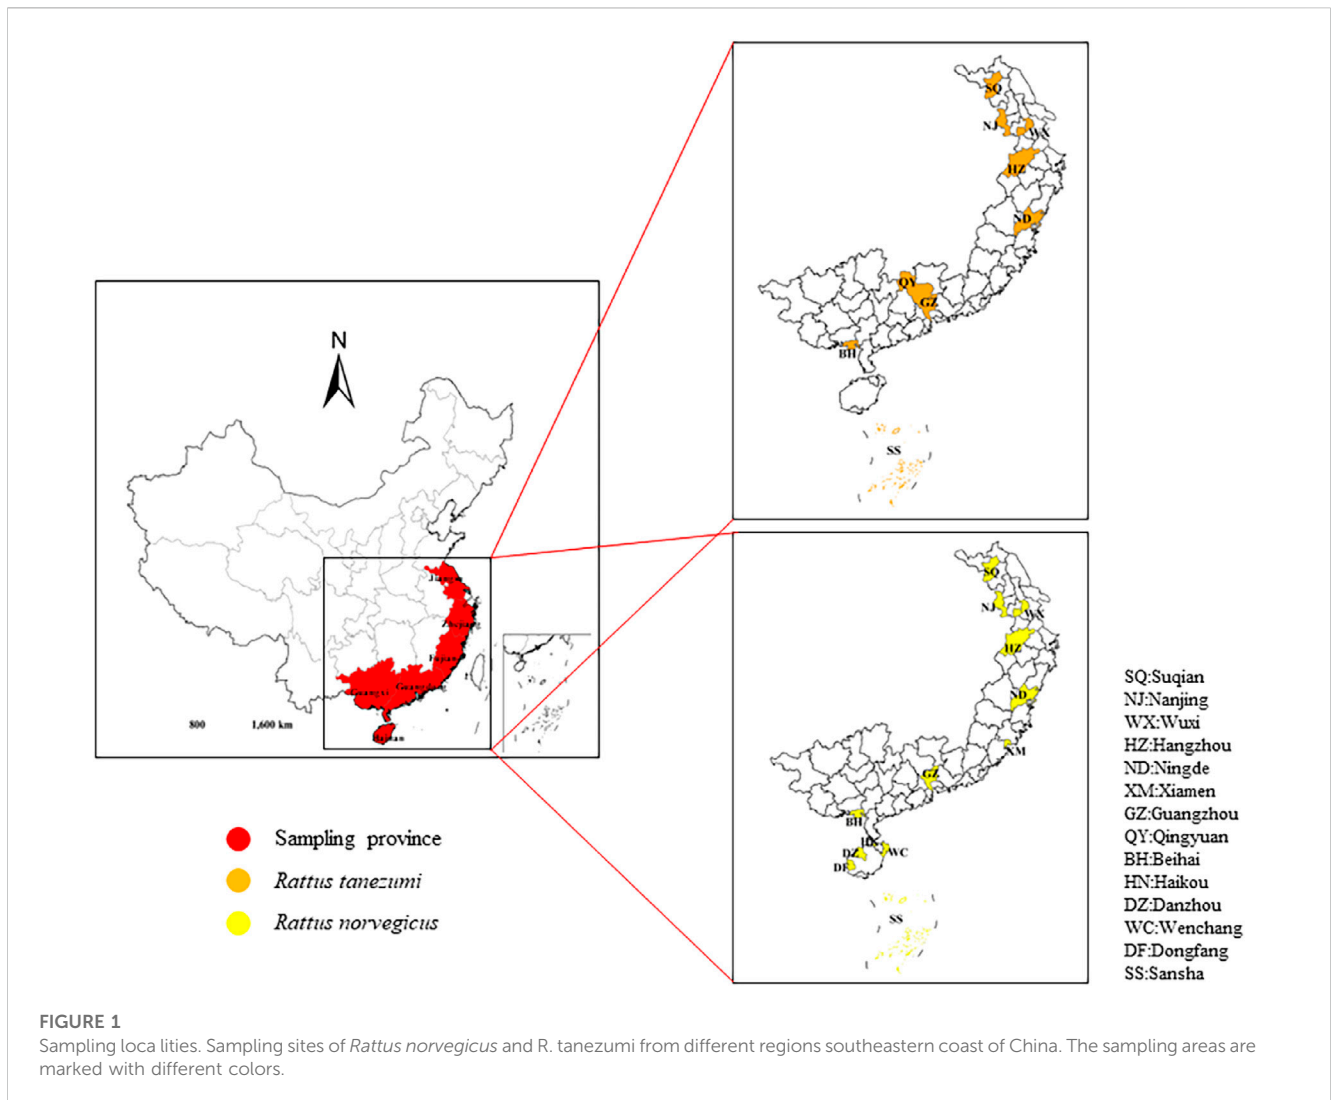 N
Jiangsu
Zhejiang
Fujian
Guangxi
Guangdong
Hainan
800 1,600 km
Sampling province
Rattus tanezumi
Rattus norvegicus
SQ
NJ
WX
HZ
ND
QY
GZ
BH
SS
SQ
NJ
WX
HZ
ND
XM
GZ
BH
DZ
WC
DF
SS
SQ:Suqian
NJ:Nanjing
WX:Wuxi
HZ:Hangzhou
ND:Ningde
XM:Xiamen
GZ:Guangzhou
QY:Qingyuan
BH:Beihai
HN:Haikou
DZ:Danzhou
WC:Wenchang
DF:Dongfang
SS:Sansha
FIGURE 1
Sampling loca lities. Sampling sites of Rattus norvegicus and R. tanezumi from different regions southeastern coast of China. The sampling areas are
marked with different colors.